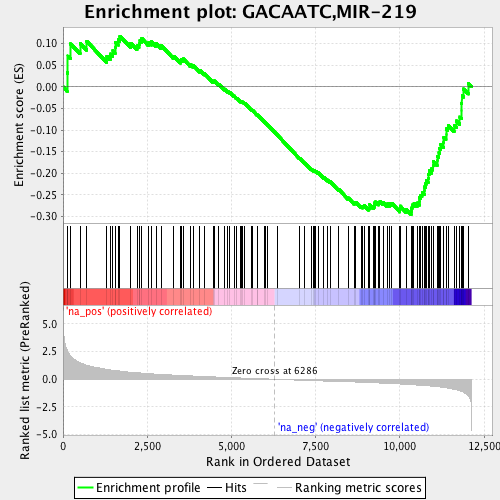 Enrichment plot: GACAATC,MIR-219
Enrichment score (ES)
0.10
0.05
0.00
-0.05
-0.10
-0.15
-0.20
-0.25
-0.30
Ranked list metric (PreRanked)
'na_pos' (positively correlated)
5.0
2.5
0.0
-2.5
-5.0
Zero cross at 6286
'na_neg' (negatively correlated)
0
2,500
5,000
7,500
10,000
12,500
Rank in Ordered Dataset
Enrichment profile
Hits
Ranking metric scores